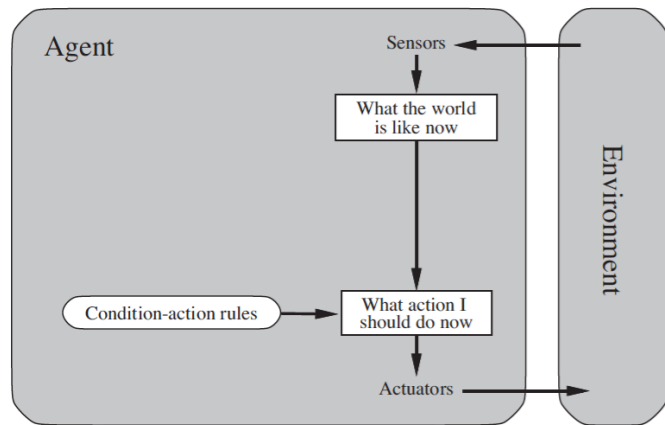 Agent
Sensors
What the world
is like now
Environment
Condition-action rules
What action I
should do now
Actuators